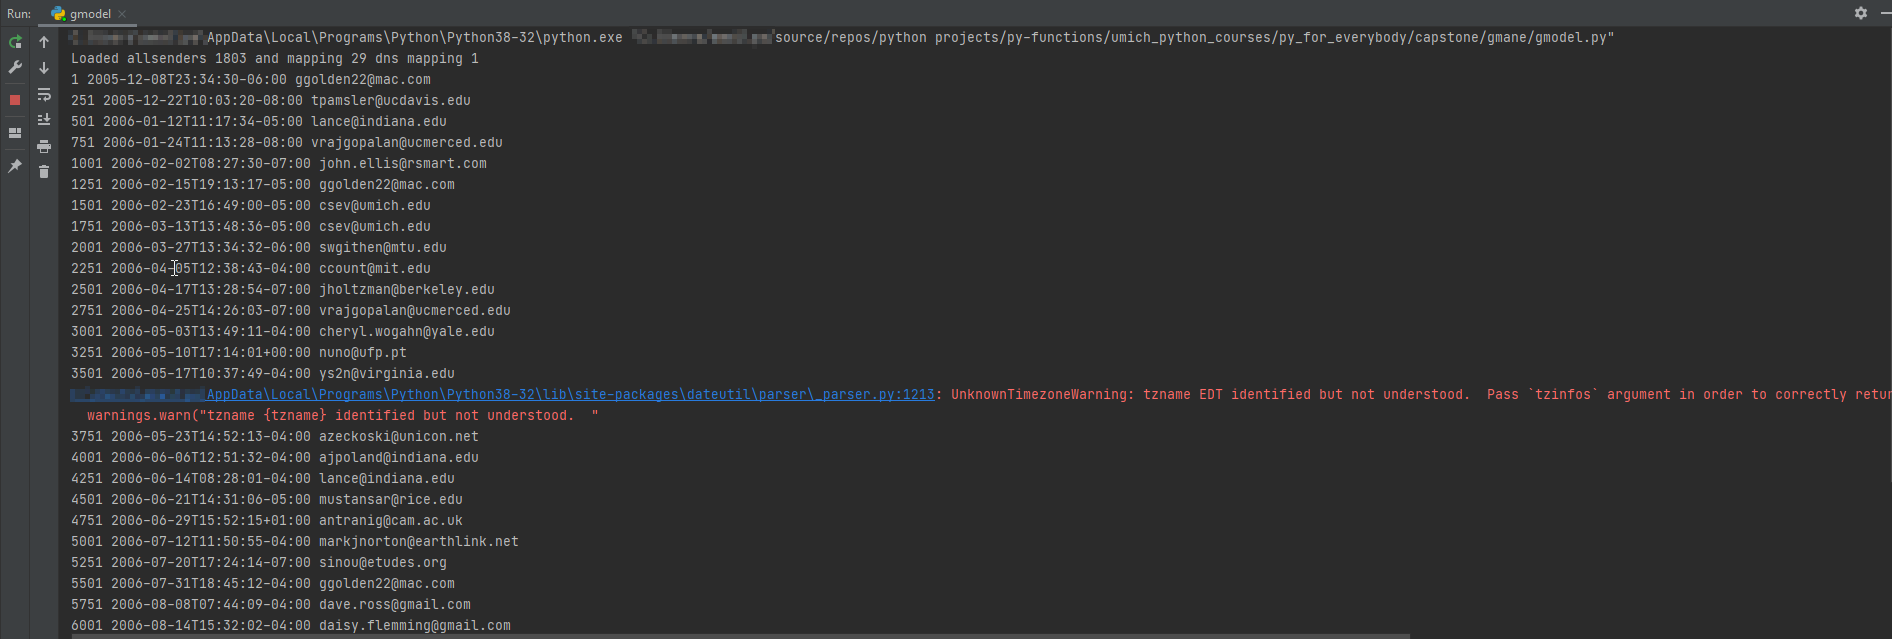 Run: gmodel
AppData\Local\Programs\Python\Python38-32\python.exe source/repos/python projects/py-functions/umich_python_courses/py_for_everybody/capstone/gmane/gmodel.py"
Loaded allsenders 1803 and mapping 29 dns mapping 1
1 2005-12-08T23:34:30-06:00 ggolden22@mac.com
251 2005-12-22T10:03:20-08:00 tpamsler@ucdavis.edu
501 2006-01-12T11:17:34-05:00 lance@indiana.edu
751 2006-01-24T11:13:28-08:00 vrajgopalan@ucmerced.edu
1001 2006-02-02T08:27:30-07:00 john.ellis@rsmart.com
1251 2006-02-15T19:13:17-05:00 ggolden22@mac.com
1501 2006-02-23T16:49:00-05:00 csev@umich.edu
1751 2006-03-13T13:48:36-05:00 csev@umich.edu
2001 2006-03-27T13:34:32-06:00 swgithen@mtu.edu
2251 2006-04-05T12:38:43-04:00 ccount@mit.edu
2501 2006-04-17T13:28:54-07:00 jholtzman@berkeley.edu
2751 2006-04-25T14:26:03-07:00 vrajgopalan@ucmerced.edu
3001 2006-05-03T13:49:11-04:00 cheryl.wogahn@yale.edu
3251 2006-05-10T17:14:01+00:00 nuno@ufp.pt
3501 2006-05-17T10:37:49-04:00 ys2n@virginia.edu
AppData\Local\Programs\Python\Python38-32\lib\site-packages\dateutil\parser\_parser.py:1213: UnknownTimezoneWarning: tzname EDT identified but not understood.  Pass `tzinfos` argument in order to correctly retur
warnings.warn("tzname {tzname} identified but not understood.  "
3751 2006-05-23T14:52:13-04:00 azeckoski@unicon.net
4001 2006-06-06T12:51:32-04:00 ajpoland@indiana.edu
4251 2006-06-14T08:28:01-04:00 lance@indiana.edu
4501 2006-06-21T14:31:06-05:00 mustansar@rice.edu
4751 2006-06-29T15:52:15+01:00 antranig@cam.ac.uk
5001 2006-07-12T11:50:55-04:00 markjnorton@earthlink.net
5251 2006-07-20T17:24:14-07:00 sinou@etudes.org
5501 2006-07-31T18:45:12-04:00 ggolden22@mac.com
5751 2006-08-08T07:44:09-04:00 dave.ross@gmail.com
6001 2006-08-14T15:32:02-04:00 daisy.flemming@gmail.com